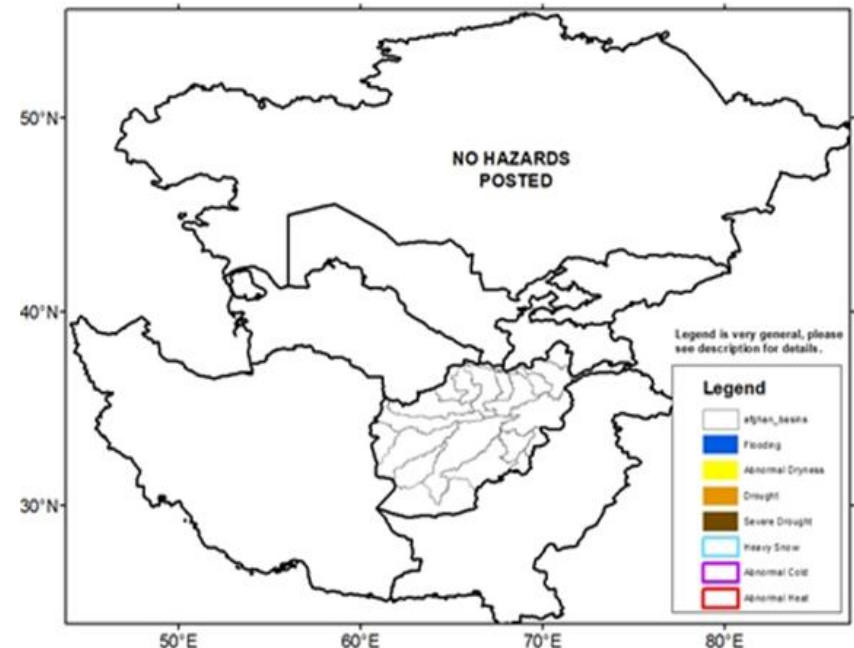 50°N
NO HAZARDS
POSTED
40°N
Legend is very general, please
see description for details.
Legend
afghan_basins
Flooding
Abnormal Dryness
Drought
Severe Drought
Heavy Snow
Abnormal Cold
Abnormal Heat
30°N
50°E
60°E
70°E
80°E